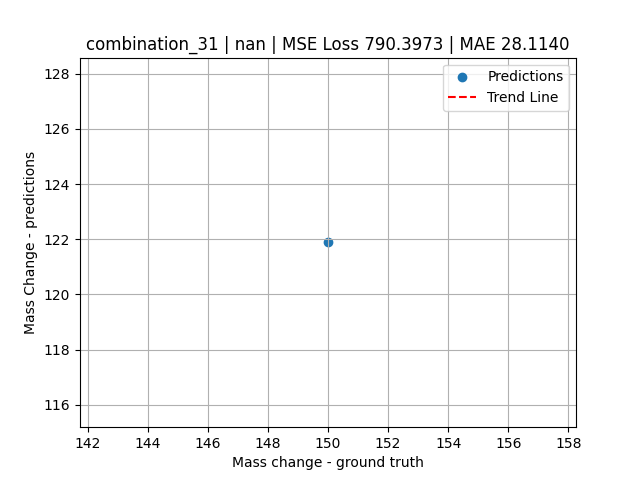 combination_31 | nan | MSE Loss 790.3973 | MAE 28.1140
Predictions
Trend Line
128
126
124
122
120
118
116
Mass Change - predictions
142 144 146 148 150 152 154 156 158
Mass change - ground truth